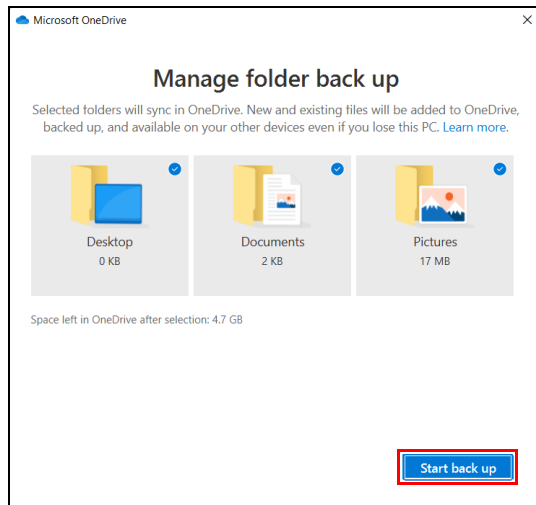 Microsoft OneDrive
Manage folder back up
Selected folders will sync in OneDrive. New and existing files will be added to OneDrive,
backed up, and available on your other devices even if you lose this PC. Learn more.
Desktop
0 KB
Documents
2 KB
Pictures
17 MB
Space left in OneDrive after selection: 4.7 GB
Start back up